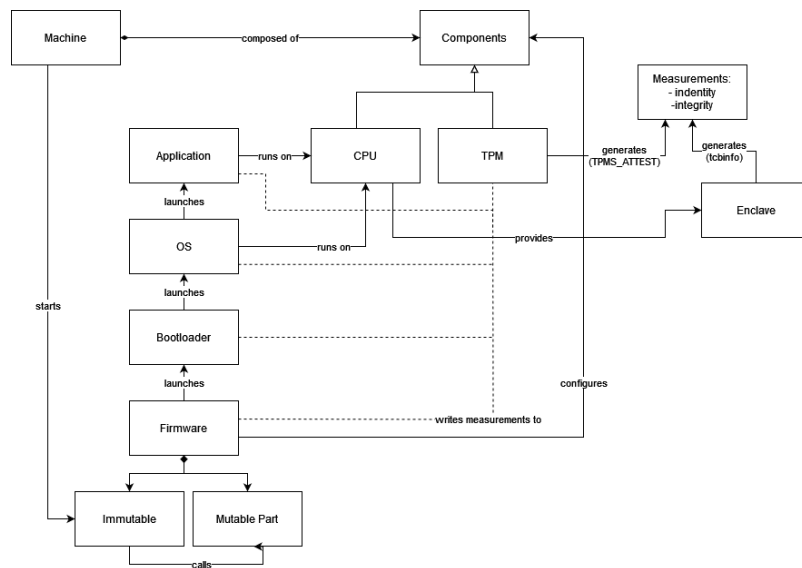 Machine
composed of
Components
Measurements:
- indentity
-integrity
Application
runs on
CPU
TPM
generates
(TPMS_ATTEST)
generates
(tcbinfo)
launches
Enclave
OS
runs on
provides
launches
starts
Bootloader
launches
configures
Firmware
writes measurements to
Immutable
Mutable Part
calls